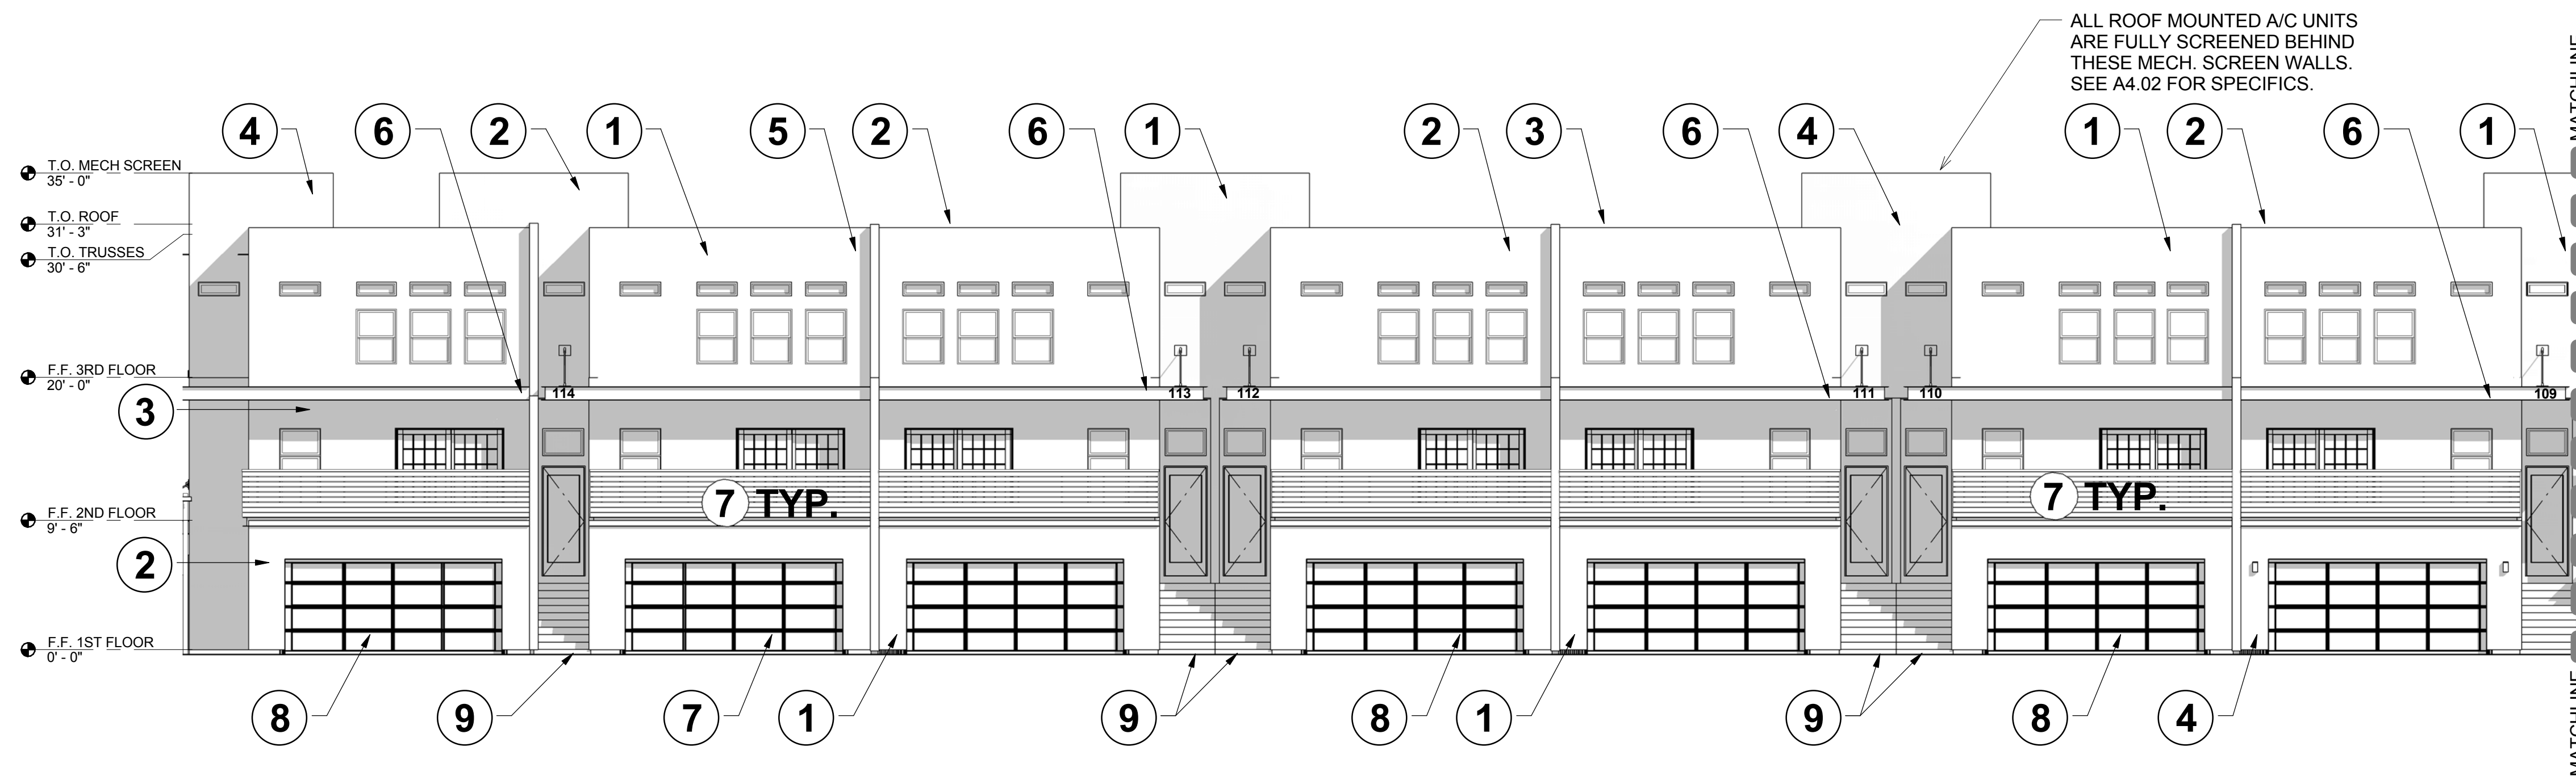 ALL ROOF MOUNTED A/C UNITS
ARE FULLY SCREENED BEHIND
THESE MECH. SCREEN WALLS.
SEE A4.02 FOR SPECIFICS.
MATCHLINE
4 6 2 1 5 2 6 1 2 3 6 4 1 2 6 1
T.O. MECH SCREEN
35' - 0"
T.O. ROOF
31' - 3"
T.O. TRUSSES
30' - 6"
F.F. 3RD FLOOR
20' - 0"
114 113 112 111 110 109
3
7 TYP. 7 TYP.
F.F. 2ND FLOOR
9' - 6"
2
F.F. 1ST FLOOR
0' - 0"
8 9 7 1 9 8 1 9 8 4
MATCHLINE